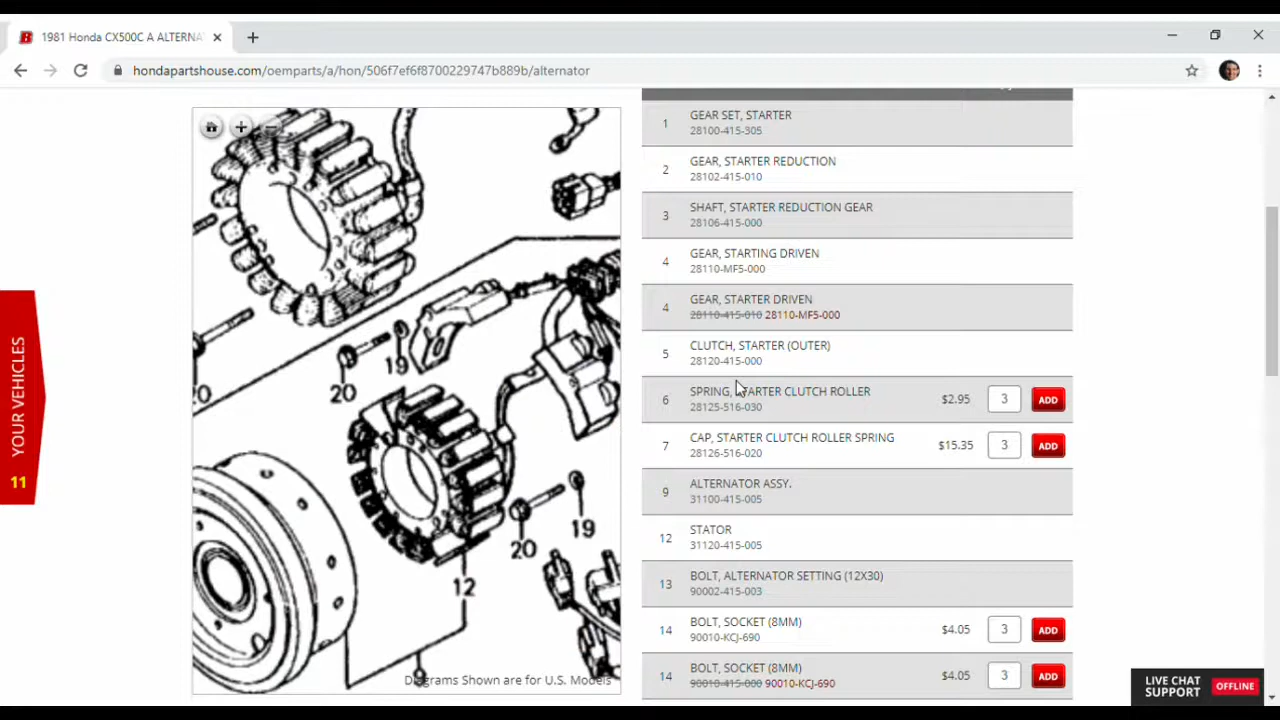 1981 Honda CX500C A ALTERNA
hondapartshouse.com/oemparts/a/hon/506f7ef6f8700229747b889b/alternator
YOUR VEHICLES
11
19
20
20
19
20
12
9
Diagrams Shown are for U.S. Models
1 GEAR SET, STARTER
28100-415-305
2 GEAR, STARTER REDUCTION
28102-415-010
3 SHAFT, STARTER REDUCTION GEAR
28106-415-000
4 GEAR, STARTING DRIVEN
28110-MF5-000
4 GEAR, STARTER DRIVEN
28110-415-010 28110-MF5-000
5 CLUTCH, STARTER (OUTER)
28120-415-000
6 SPRING, STARTER CLUTCH ROLLER $2.95 3 ADD
28125-516-030
7 CAP, STARTER CLUTCH ROLLER SPRING $15.35 3 ADD
28126-516-020
9 ALTERNATOR ASSY.
31100-415-005
12 STATOR
31120-415-005
13 BOLT, ALTERNATOR SETTING (12X30)
90002-415-003
14 BOLT, SOCKET (8MM) $4.05 3 ADD
90010-KCJ-690
14 BOLT, SOCKET (8MM) $4.05 3 ADD
90010-415-000 90010-KCJ-690
LIVE CHAT
SUPPORT OFFLINE